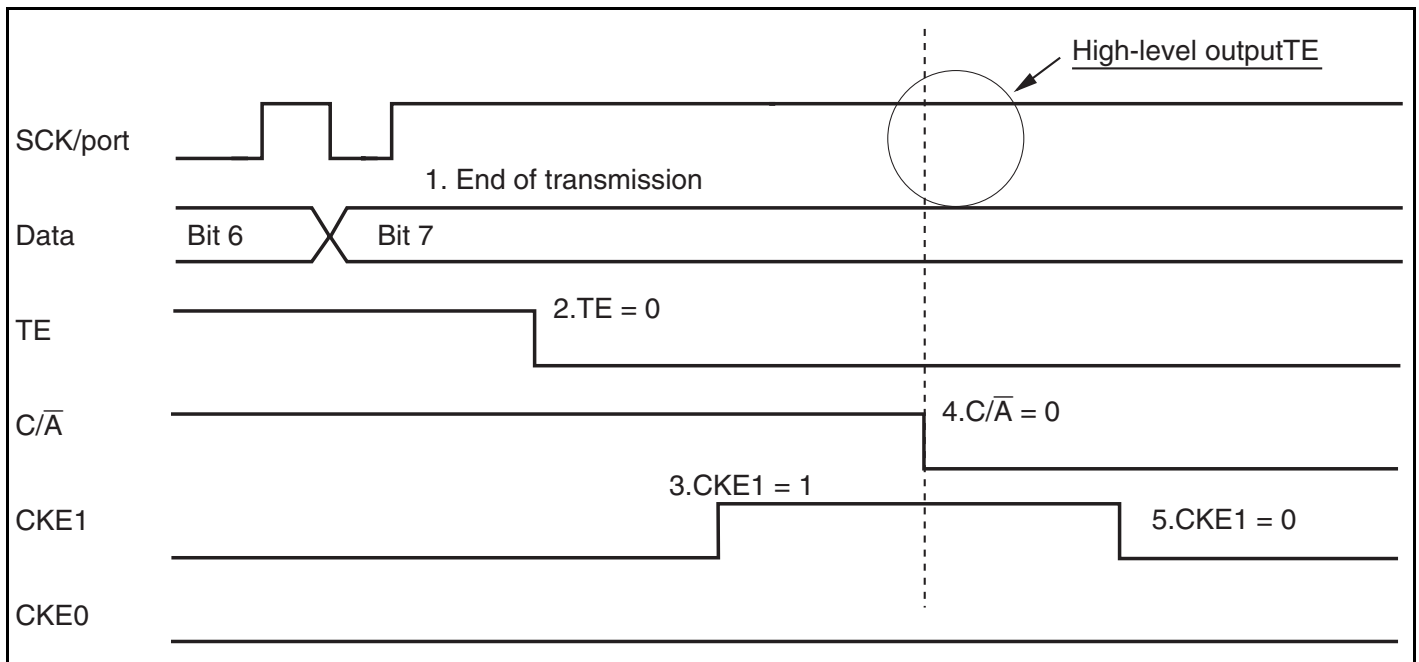 High-level outputTE
SCK/port
1. End of transmission
Data
Bit 6
Bit 7
TE
2.TE = 0
C/A̅
4.C/A̅ = 0
3.CKE1 = 1
CKE1
5.CKE1 = 0
CKE0